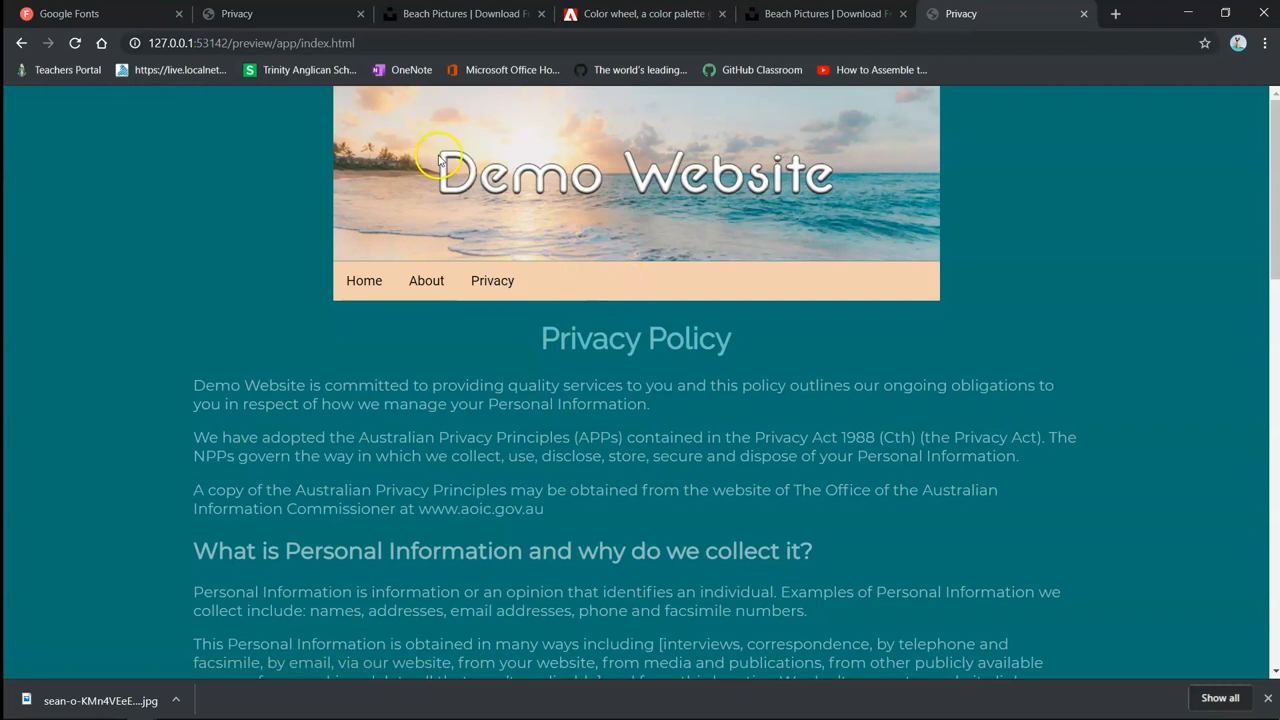 Google Fonts
Privacy
Beach Pictures | Download F
Color wheel, a color palette
Beach Pictures | Download F
Privacy
127.0.0.1:53142/preview/app/index.html
Teachers Portal
https://live.localnet...
Trinity Anglican Sch...
OneNote
Microsoft Office Ho...
The world's leading...
GitHub Classroom
How to Assemble t...
Demo Website
Home About Privacy
Privacy Policy
Demo Website is committed to providing quality services to you and this policy outlines our ongoing obligations to
you in respect of how we manage your Personal Information.
We have adopted the Australian Privacy Principles (APPs) contained in the Privacy Act 1988 (Cth) (the Privacy Act). The
NPPs govern the way in which we collect, use, disclose, store, secure and dispose of your Personal Information.
A copy of the Australian Privacy Principles may be obtained from the website of The Office of the Australian
Information Commissioner at www.aoic.gov.au
What is Personal Information and why do we collect it?
Personal Information is information or an opinion that identifies an individual. Examples of Personal Information we
collect include: names, addresses, email addresses, phone and facsimile numbers.
This Personal Information is obtained in many ways including [interviews, correspondence, by telephone and
facsimile, by email, via our website, from your website, from media and publications, from other publicly available
sean-o-KMn4VEeE....jpg
Show all